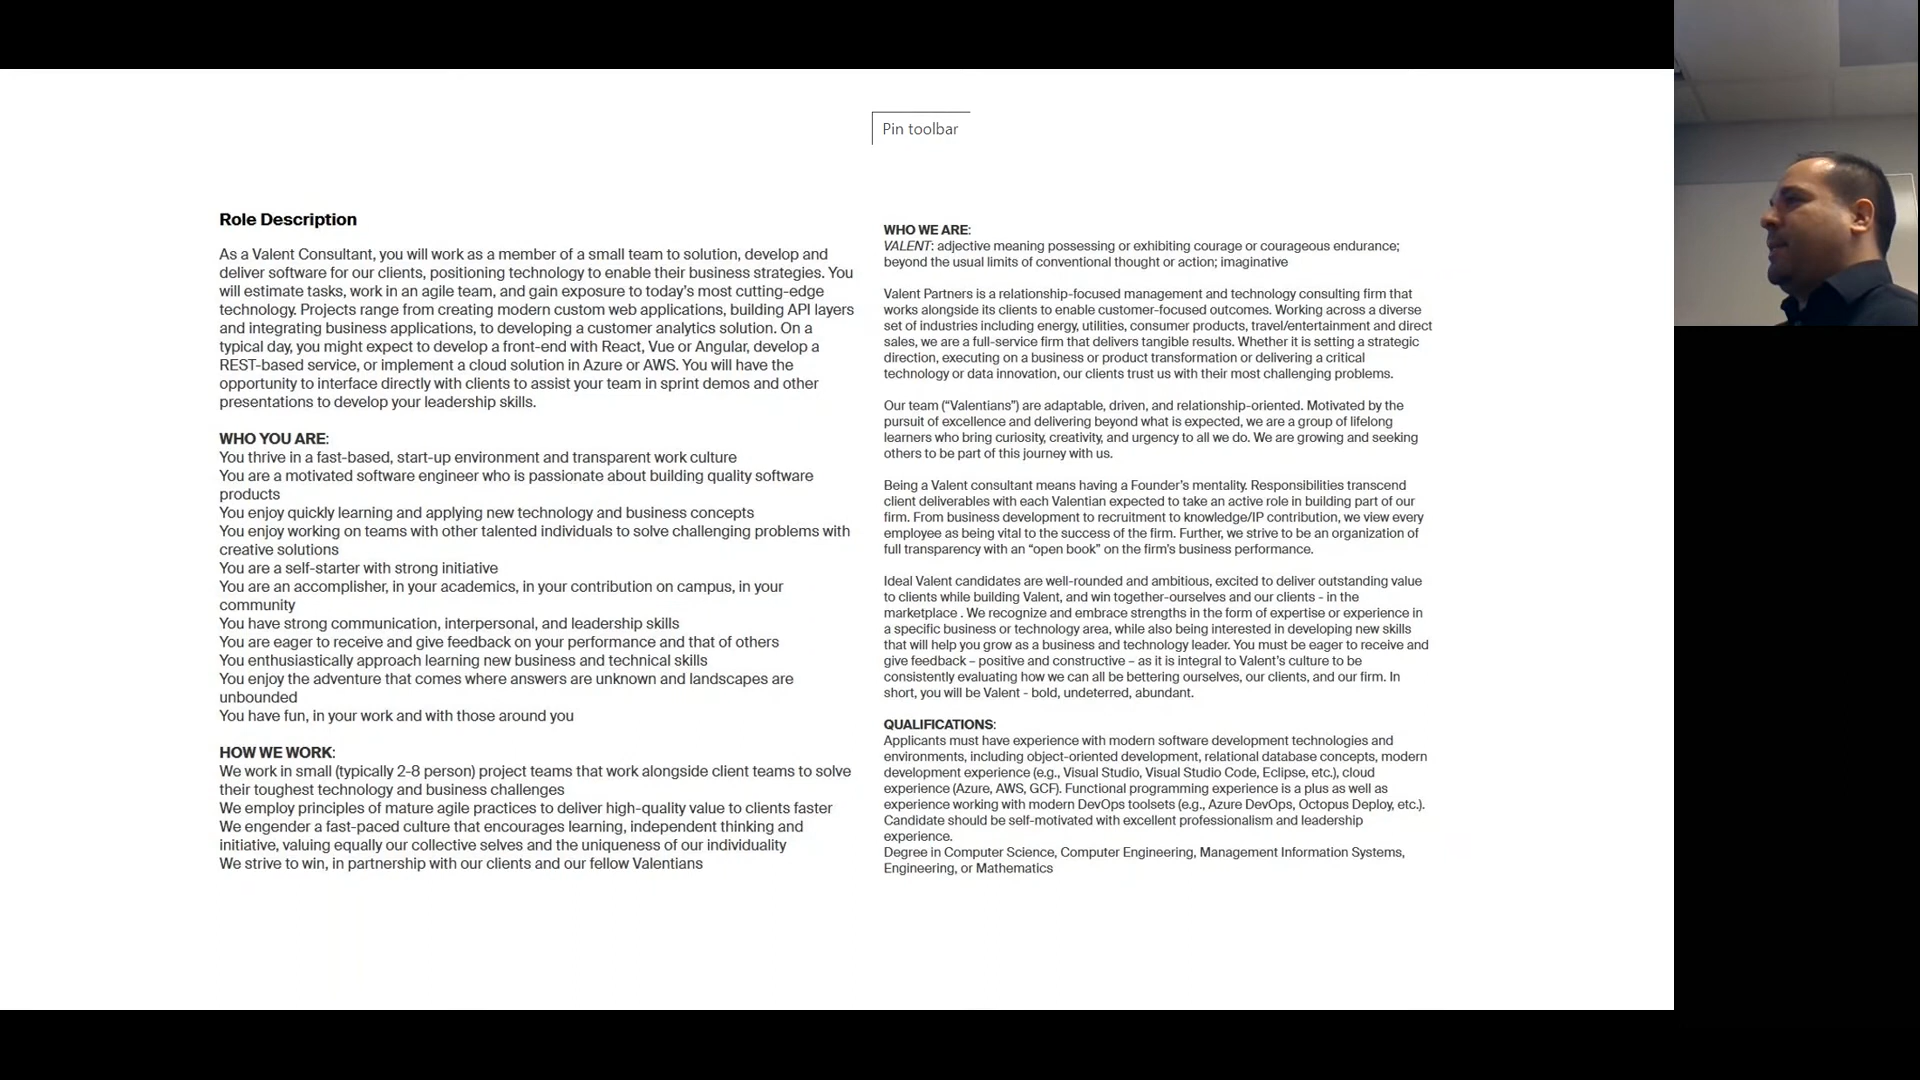 Pin toolbar
Role Description
As a Valent Consultant, you will work as a member of a small team to solution, develop and
deliver software for our clients, positioning technology to enable their business strategies. You
will estimate tasks, work in an agile team, and gain exposure to today's most cutting-edge
technology. Projects range from creating modern custom web applications, building API layers
and integrating business applications, to developing a customer analytics solution. On a
typical day, you might expect to develop a front-end with React, Vue or Angular, develop a
REST-based service, or implement a cloud solution in Azure or AWS. You will have the
opportunity to interface directly with clients to assist your team in sprint demos and other
presentations to develop your leadership skills.
WHO YOU ARE:
You thrive in a fast-based, start-up environment and transparent work culture
You are a motivated software engineer who is passionate about building quality software
products
You enjoy quickly learning and applying new technology and business concepts
You enjoy working on teams with other talented individuals to solve challenging problems with
creative solutions
You are a self-starter with strong initiative
You are an accomplisher, in your academics, in your contribution on campus, in your
community
You have strong communication, interpersonal, and leadership skills
You are eager to receive and give feedback on your performance and that of others
You enthusiastically approach learning new business and technical skills
You enjoy the adventure that comes where answers are unknown and landscapes are
unbounded
You have fun, in your work and with those around you
HOW WE WORK:
We work in small (typically 2-8 person) project teams that work alongside client teams to solve
their toughest technology and business challenges
We employ principles of mature agile practices to deliver high-quality value to clients faster
We engender a fast-paced culture that encourages learning, independent thinking and
initiative, valuing equally our collective selves and the uniqueness of our individuality
We strive to win, in partnership with our clients and our fellow Valentians
WHO WE ARE:
VALENT: adjective meaning possessing or exhibiting courage or courageous endurance;
beyond the usual limits of conventional thought or action; imaginative
Valent Partners is a relationship-focused management and technology consulting firm that
works alongside its clients to enable customer-focused outcomes. Working across a diverse
set of industries including energy, utilities, consumer products, travel/entertainment and direct
sales, we are a full-service firm that delivers tangible results. Whether it is setting a strategic
direction, executing on a business or product transformation or delivering a critical
technology or data innovation, our clients trust us with their most challenging problems.
Our team (“Valentians”) are adaptable, driven, and relationship-oriented. Motivated by the
pursuit of excellence and delivering beyond what is expected, we are a group of lifelong
learners who bring curiosity, creativity, and urgency to all we do. We are growing and seeking
others to be part of this journey with us.
Being a Valent consultant means having a Founder's mentality. Responsibilities transcend
client deliverables with each Valentian expected to take an active role in building part of our
firm. From business development to recruitment to knowledge/IP contribution, we view every
employee as being vital to the success of the firm. Further, we strive to be an organization of
full transparency with an “open book” on the firm's business performance.
Ideal Valent candidates are well-rounded and ambitious, excited to deliver outstanding value
to clients while building Valent, and win together-ourselves and our clients - in the
marketplace . We recognize and embrace strengths in the form of expertise or experience in
a specific business or technology area, while also being interested in developing new skills
that will help you grow as a business and technology leader. You must be eager to receive and
give feedback – positive and constructive – as it is integral to Valent's culture to be
consistently evaluating how we can all be bettering ourselves, our clients, and our firm. In
short, you will be Valent - bold, undeterred, abundant.
QUALIFICATIONS:
Applicants must have experience with modern software development technologies and
environments, including object-oriented development, relational database concepts, modern
development experience (e.g., Visual Studio, Visual Studio Code, Eclipse, etc.), cloud
experience (Azure, AWS, GCF). Functional programming experience is a plus as well as
experience working with modern DevOps toolsets (e.g., Azure DevOps, Octopus Deploy, etc.).
Candidate should be self-motivated with excellent professionalism and leadership
experience.
Degree in Computer Science, Computer Engineering, Management Information Systems,
Engineering, or Mathematics